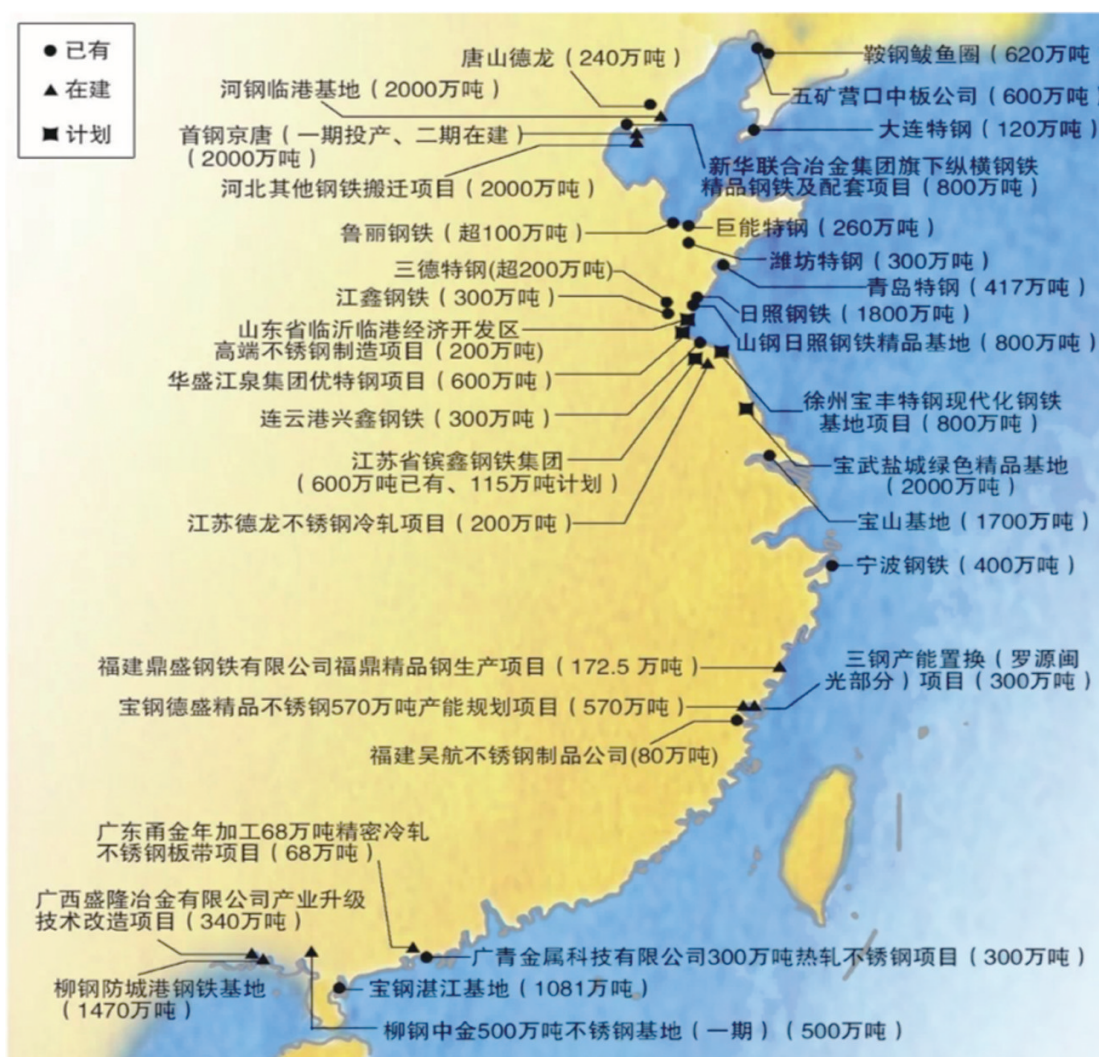 已有
在建
计划
唐山德龙（240万吨）
河钢临港基地（2000万吨）
首钢京唐（一期投产、二期在建）
（2000万吨）
河北其他钢铁搬迁项目（2000万吨）
鞍钢鲅鱼圈（620万吨）
五矿营口中板公司（600万吨）
大连特钢（120万吨）
新华联合冶金集团旗下纵横钢铁
精品钢铁及配套项目（800万吨）
鲁丽钢铁（超100万吨）
巨能特钢（260万吨）
潍坊特钢（300万吨）
三德特钢(超200万吨)
青岛特钢（417万吨）
江鑫钢铁（300万吨）
日照钢铁（1800万吨）
山东省临沂临港经济开发区
高端不锈钢制造项目（200万吨）
山钢日照钢铁精品基地（800万吨）
华盛江泉集团优特钢项目（600万吨）
连云港兴鑫钢铁（300万吨）
徐州宝丰特钢现代化钢铁
基地项目（800万吨）
江苏省镔鑫钢铁集团
（600万吨已有、115万吨计划）
宝武盐城绿色精品基地
（2000万吨）
江苏德龙不锈钢冷轧项目（200万吨）
宝山基地（1700万吨）
宁波钢铁（400万吨）
福建鼎盛钢铁有限公司福鼎精品钢生产项目（172.5 万吨）
三钢产能置换（罗源闽
光部分）项目（300万吨）
宝钢德盛精品不锈钢570万吨产能规划项目（570万吨）
福建吴航不锈钢制品公司(80万吨)
广东甬金年加工68万吨精密冷轧
不锈钢板带项目（68万吨）
广西盛隆冶金有限公司产业升级
技术改造项目（340万吨）
广青金属科技有限公司300万吨热轧不锈钢项目（300万吨）
柳钢防城港钢铁基地
（1470万吨）
宝钢湛江基地（1081万吨）
柳钢中金500万吨不锈钢基地（一期）（500万吨）